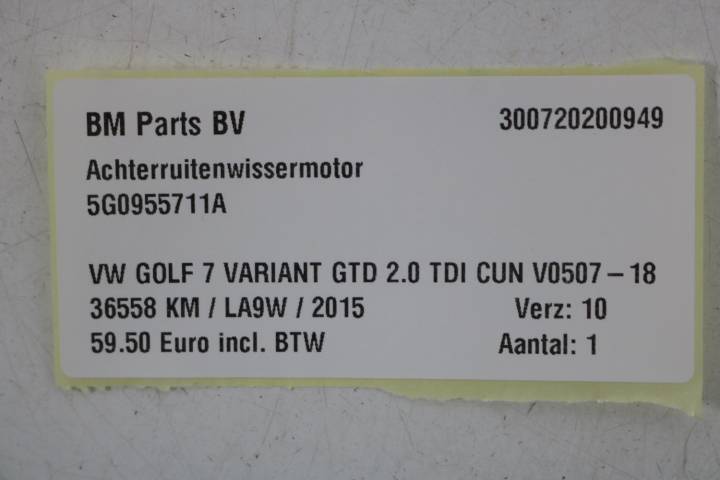 BM Parts BV 300720200949
Achterruitenwissermotor
5G0955711A
VW GOLF 7 VARIANT GTD 2.0 TDI CUN V0507 – 18
36558 KM / LA9W / 2015 Verz: 10
59.50 Euro incl. BTW Aantal: 1